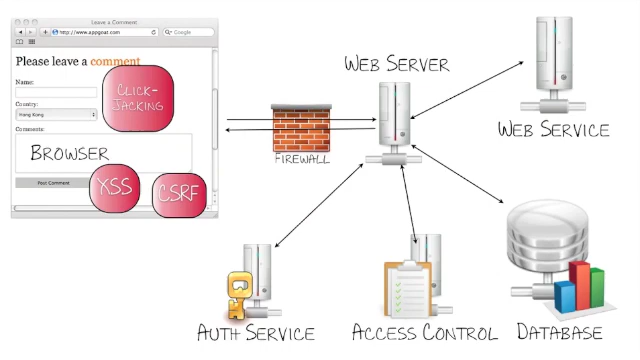 Leave a Comment
http://www.appgoat.com
Google
Please leave a comment
Name:
CLICK-
JACKING
Country:
Hong Kong
Comments:
BROWSER
Post Comment
XSS
CSRF
FIREWALL
WEB SERVER
WEB SERVICE
AUTH SERVICE
ACCESS CONTROL
DATABASE